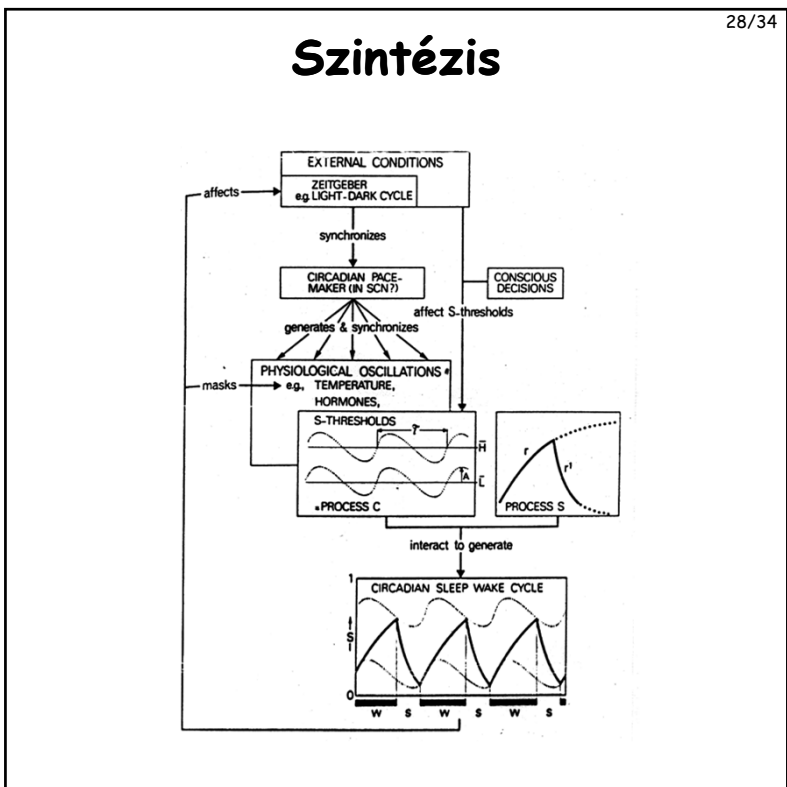 28/34
Szintézis
EXTERNAL CONDITIONS
ZEITGEBER
e.g. LIGHT-DARK CYCLE
affects
synchronizes
CIRCADIAN PACE-
MAKER (IN SCN?)
CONSCIOUS
DECISIONS
affect S-thresholds
generates & synchronizes
PHYSIOLOGICAL OSCILLATIONS *
masks
e.g., TEMPERATURE,
HORMONES,
S-THRESHOLDS
τ
H̅
A
L̅
* PROCESS C
r
r'
PROCESS S
interact to generate
1
CIRCADIAN SLEEP WAKE CYCLE
S
0
W S W S W S